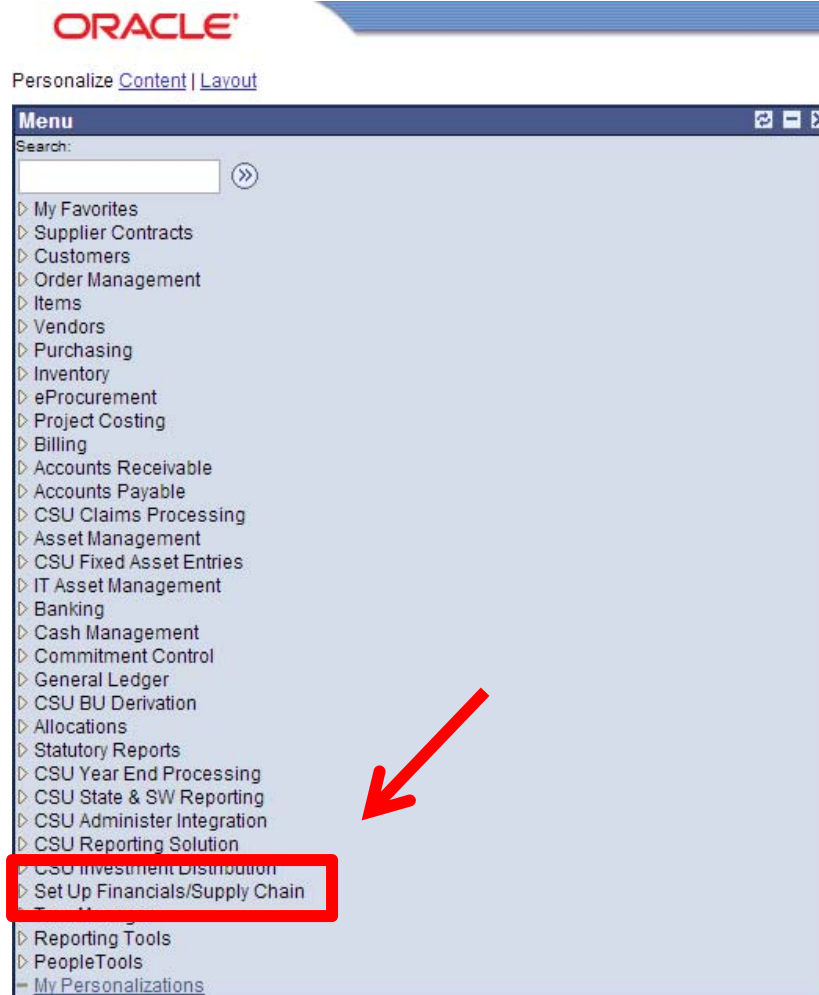 ORACLE
Personalize Content | Layout
Menu
Search:
My Favorites
Supplier Contracts
Customers
Order Management
Items
Vendors
Purchasing
Inventory
eProcurement
Project Costing
Billing
Accounts Receivable
Accounts Payable
CSU Claims Processing
Asset Management
CSU Fixed Asset Entries
IT Asset Management
Banking
Cash Management
Commitment Control
General Ledger
CSU BU Derivation
Allocations
Statutory Reports
CSU Year End Processing
CSU State & SW Reporting
CSU Administer Integration
CSU Reporting Solution
CSU Investment Distribution
Set Up Financials/Supply Chain
Reporting Tools
PeopleTools
My Personalizations